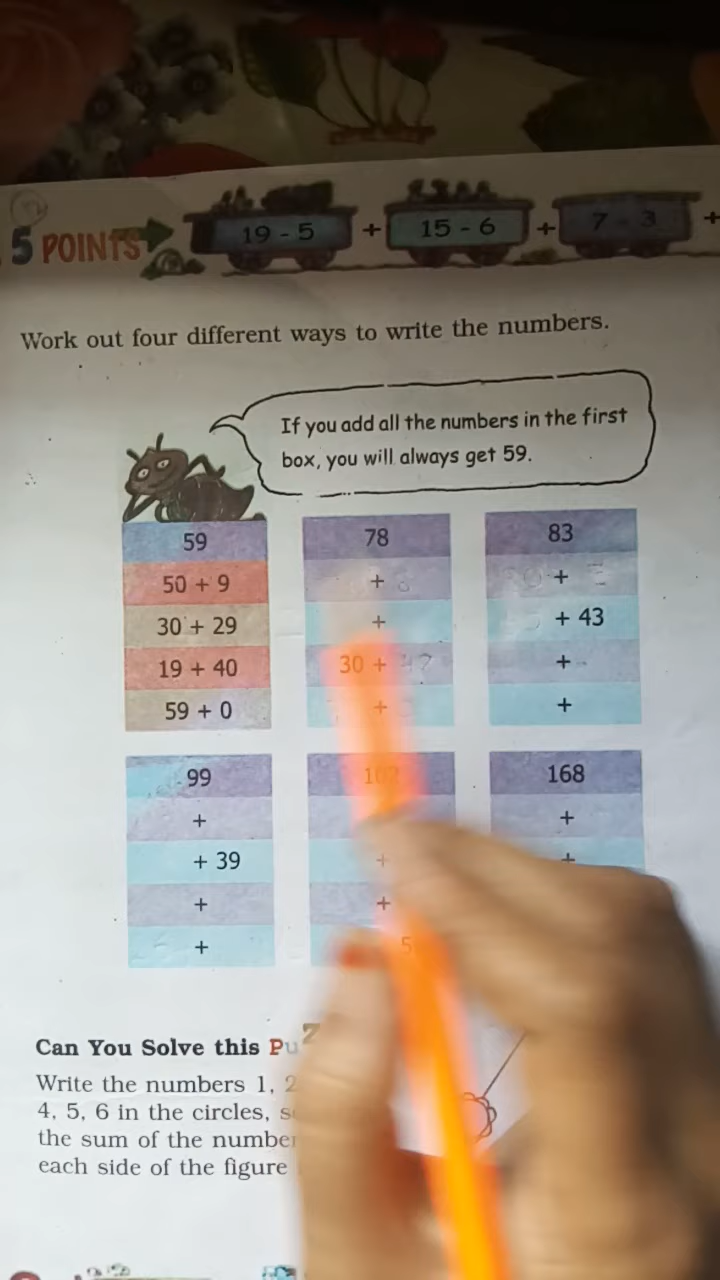 5 POINTS
19 - 5 + 15 - 6 + 7 - 3 +
Work out four different ways to write the numbers.
If you add all the numbers in the first
box, you will always get 59.
59
50 + 9
30 + 29
19 + 40
59 + 0
78
+
+
30 +
+
83
+
+ 43
+
+
99
+
+ 39
+
+
+
+
5
168
+
+
Can You Solve this
Write the numbers 1,
4, 5, 6 in the circles,
the sum of the
each side of the figure